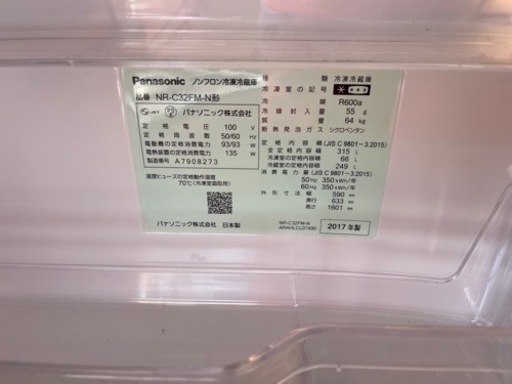 Panasonic ノンフロン冷凍冷蔵庫
品番 NR-C32FM-N形
パナソニック株式会社
定格電圧 100 V
定格周波数 50/60 Hz
電動機の定格消費電力 93/93 W
電熱装置の定格消費電力 135 W
製造番号 A7908273
温度ヒューズの定格動作温度
70℃(冷凍室霜取用)
パナソニック株式会社 日本製
種類 冷凍冷蔵庫
冷凍室の記号
冷媒 R600a
冷媒封入量 55 g
質量 64 kg
断熱発泡ガス シクロペンタン
定格内容積 (JIS C 9801-3:2015)
全定格内容積 315 L
冷凍室の定格内容積 66 L
冷蔵室の定格内容積 249 L
消費電力量 (JIS C 9801-3:2015)
50Hz 350 kWh/年
60Hz 350 kWh/年
外形寸法 幅 590 mm
奥行 633 mm
高さ 1601 mm
NR-C32FM-N
2017年製